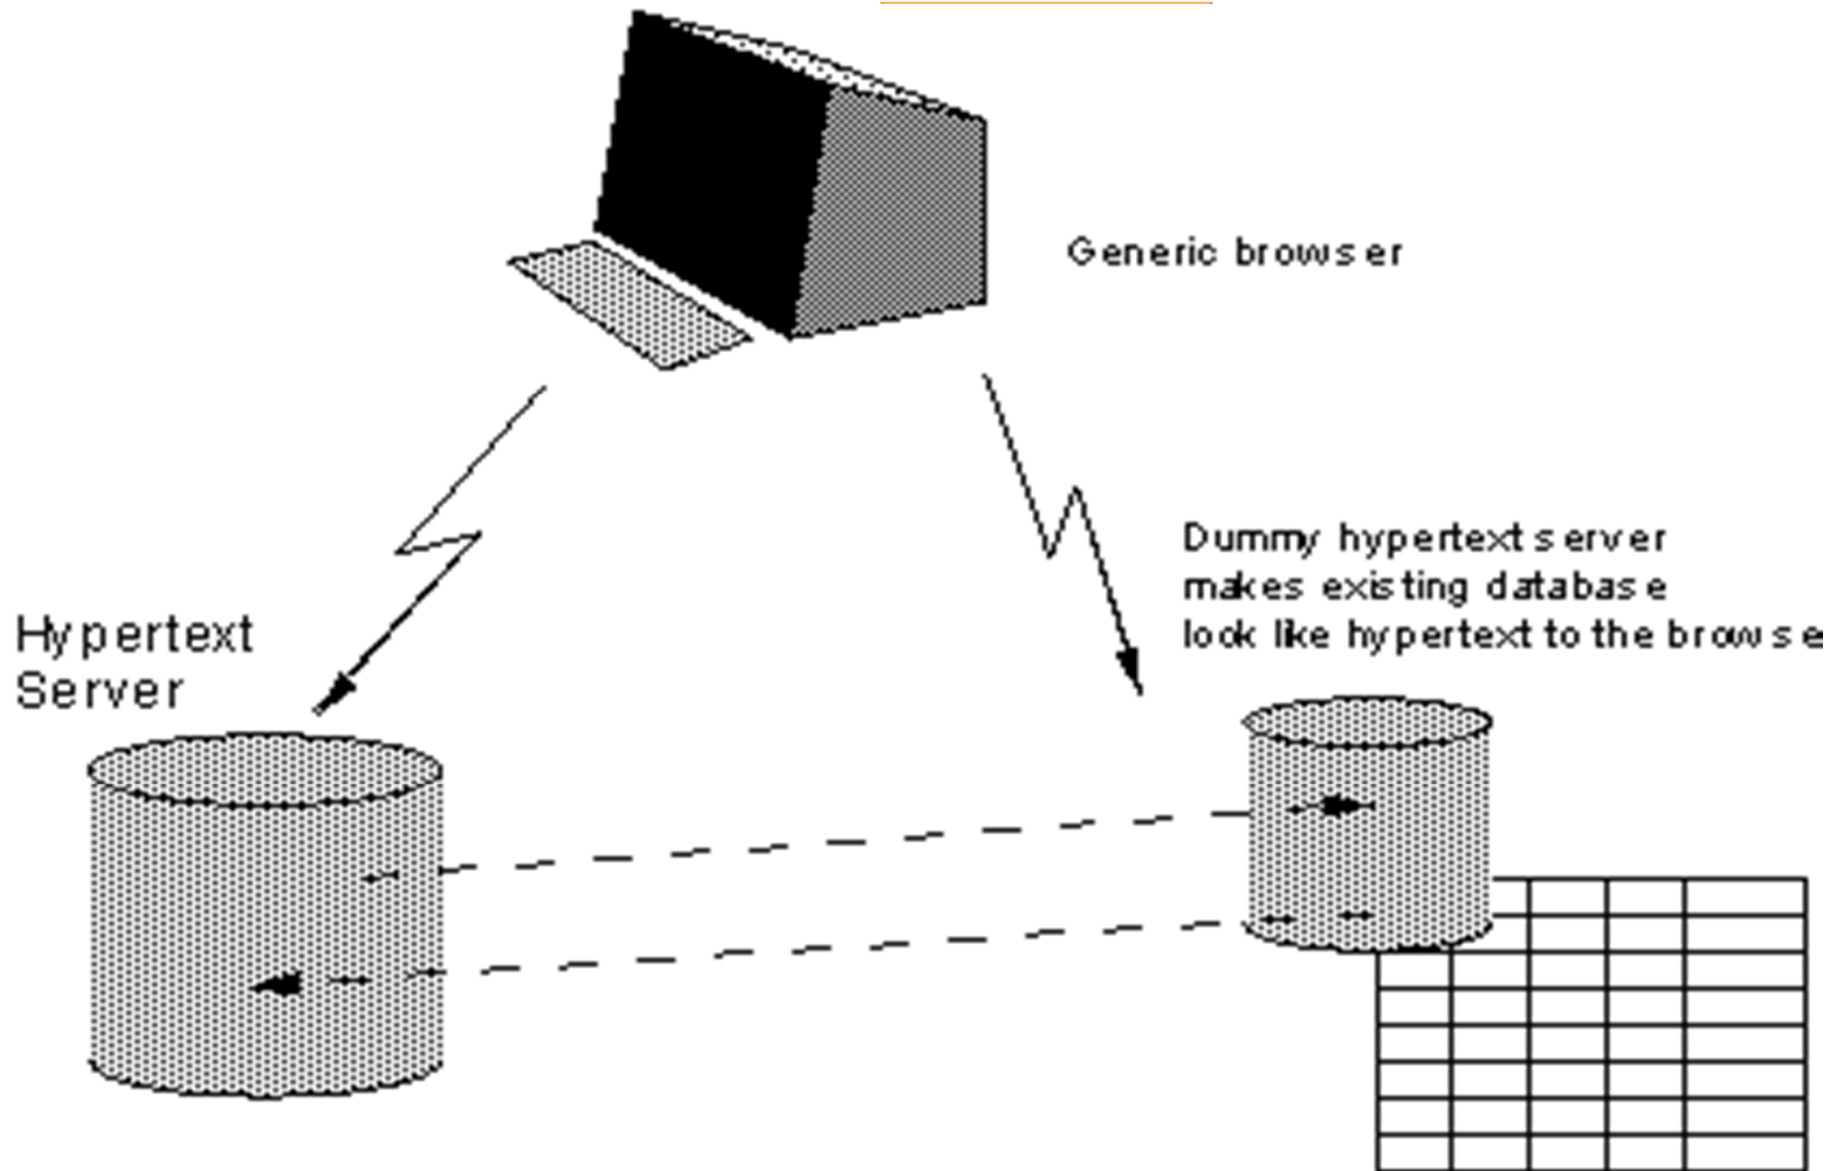 Generic browser
Dummy hypertext server
makes existing database
look like hypertext to the browse
Hypertext
Server